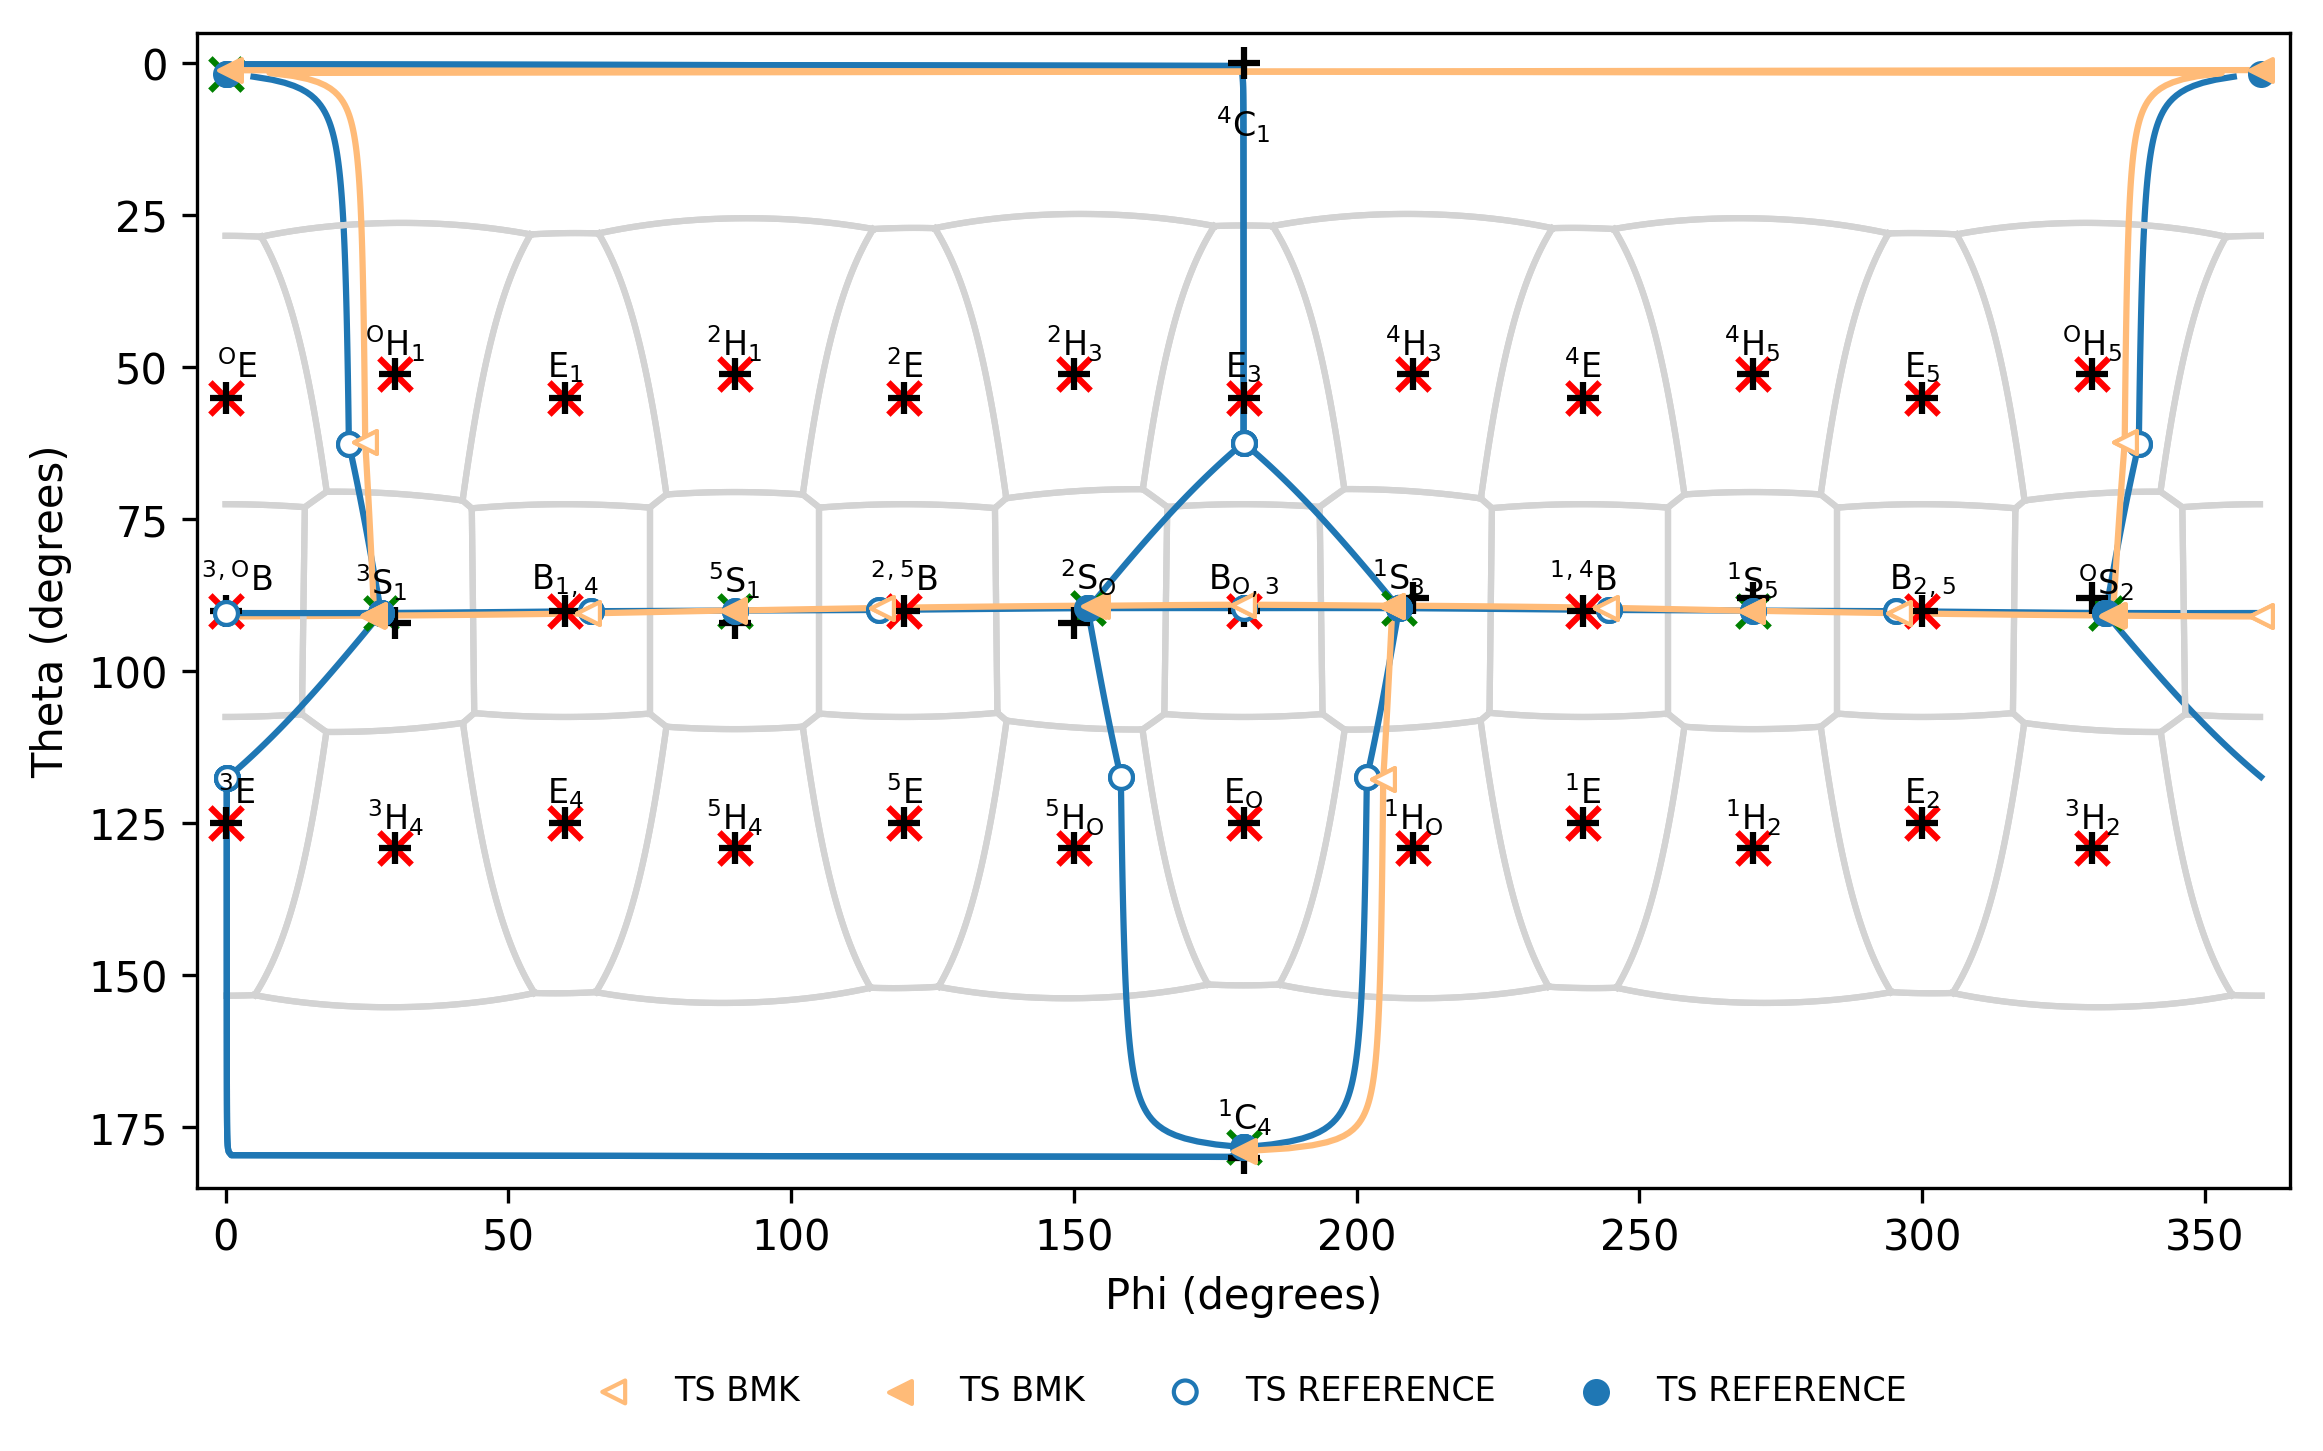 0
⁴C₁
25
ᴼH₁ ²H₁ ²H₃ ⁴H₃ ⁴H₅ ᴼH₅
50
ᴼE E₁ ²E E₃ ⁴E E₅
75
³,ᴼB ³S₁ B₁,₄ ⁵S₁ ²,⁵B ²Sₒ Bₒ,₃ ¹S₃ ¹,⁴B ¹S₅ B₂,₅ ᴼS₂
100
³E E₄ ⁵E Eₒ ¹E E₂
125
³H₄ ⁵H₄ ⁵Hₒ ¹Hₒ ¹H₂ ³H₂
150
¹C₄
175
Theta (degrees)
0 50 100 150 200 250 300 350
Phi (degrees)
TS BMK TS BMK TS REFERENCE TS REFERENCE